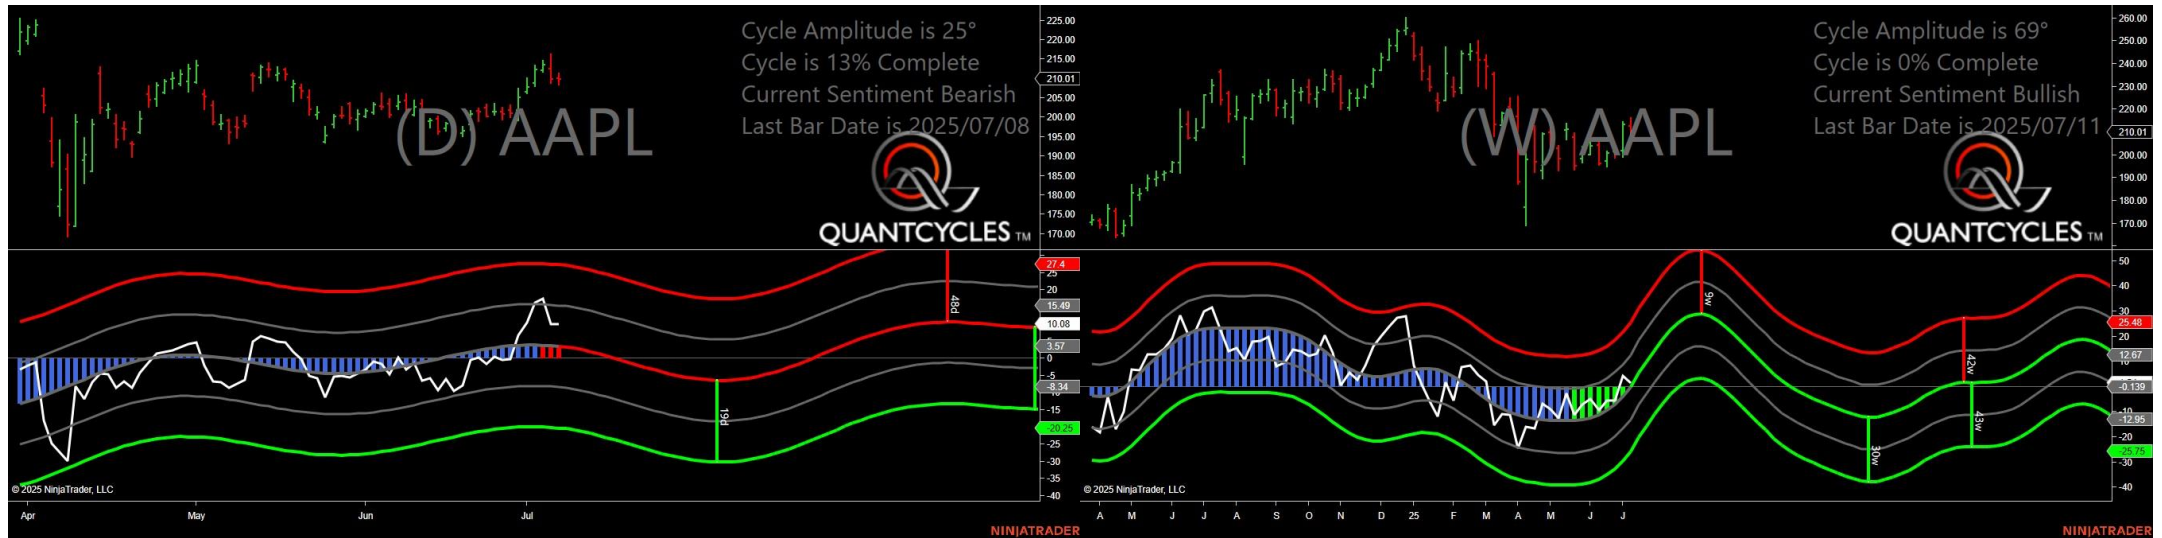 Cycle Amplitude is 25°
Cycle is 13% Complete
Current Sentiment Bearish
Last Bar Date is 2025/07/08
(D) AAPL
QUANTCYCLES TM
225.00
220.00
215.00
210.01
205.00
200.00
195.00
190.00
185.00
180.00
175.00
170.00
27.4
25
20
15.49
10.08
3.57
0
-5
-8.34
-15
-20.25
-25
-30
-35
-40
48d
19d
© 2025 NinjaTrader, LLC
Apr May Jun Jul
NINJATRADER
Cycle Amplitude is 69°
Cycle is 0% Complete
Current Sentiment Bullish
Last Bar Date is 2025/07/11
(W) AAPL
QUANTCYCLES TM
260.00
250.00
240.00
230.00
220.00
210.01
200.00
190.00
180.00
170.00
50
40
30
25.48
20
12.67
-0.139
-10
-12.95
-20
-25.75
-30
-40
9w
42w
43w
30w
© 2025 NinjaTrader, LLC
A M J J A S O N D 25 F M A M J J
NINJATRADER